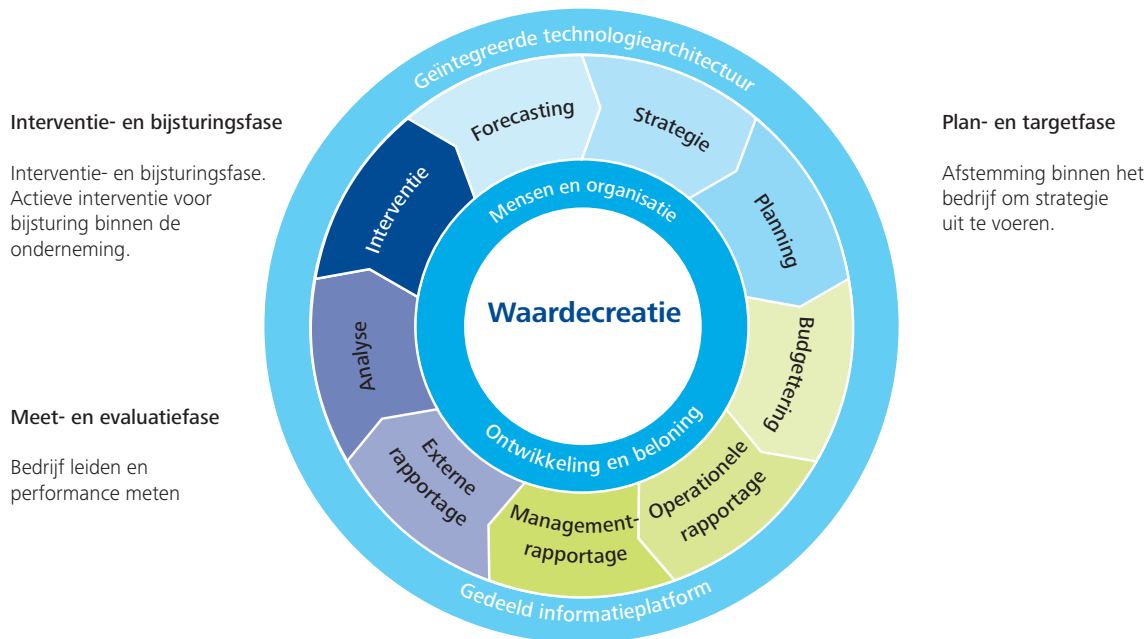 Geïntegreerde technologiearchitectuur
Interventie- en bijsturingsfase
Interventie- en bijsturingsfase.
Actieve interventie voor
bijsturing binnen de
onderneming.
Meet- en evaluatiefase
Bedrijf leiden en
performance meten
Forecasting
Strategie
Planning
Budgettering
Operationele
rapportage
Management-
rapportage
Externe
rapportage
Analyse
Interventie
Mensen en organisatie
Waardecreatie
Ontwikkeling en beloning
Gedeeld informatieplatform
Plan- en targetfase
Afstemming binnen het
bedrijf om strategie
uit te voeren.